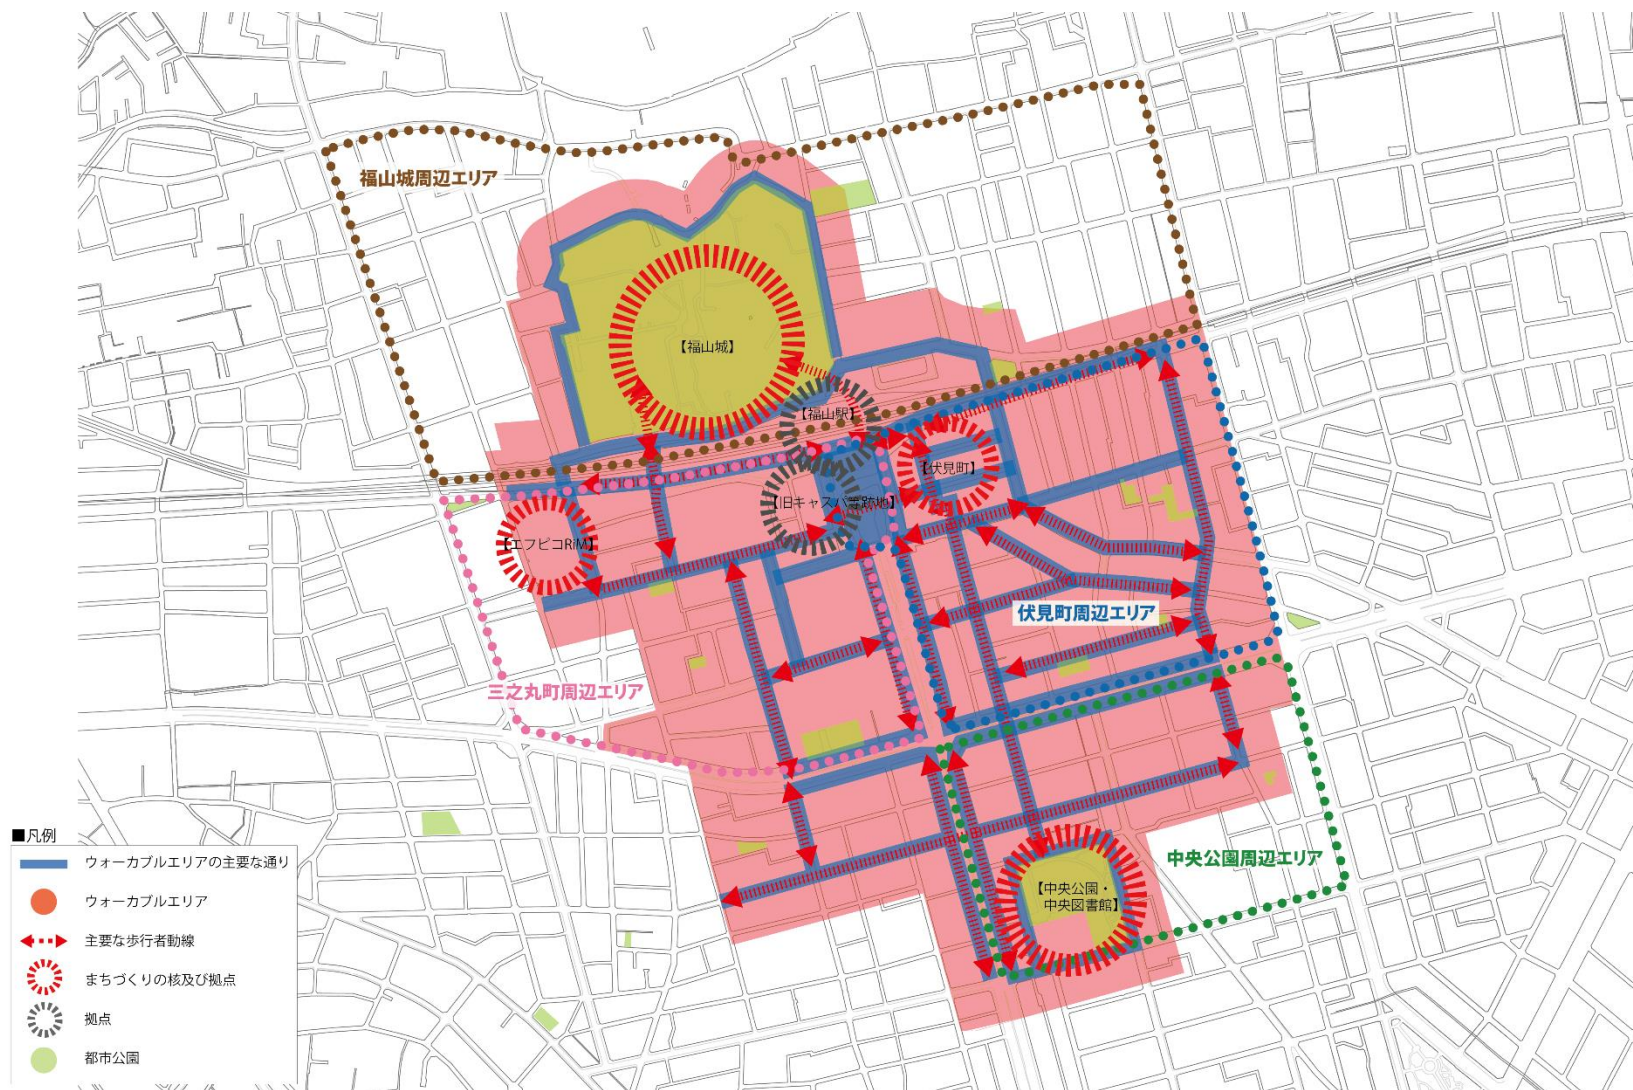 福山城周辺エリア
【福山城】
【福山駅】
【伏見町】
【旧キャスパ等跡地】
【エフピコRiM】
伏見町周辺エリア
三之丸町周辺エリア
中央公園周辺エリア
【中央公園・
中央図書館】
■凡例
ウォーカブルエリアの主要な通り
ウォーカブルエリア
主要な歩行者動線
まちづくりの核及び拠点
拠点
都市公園